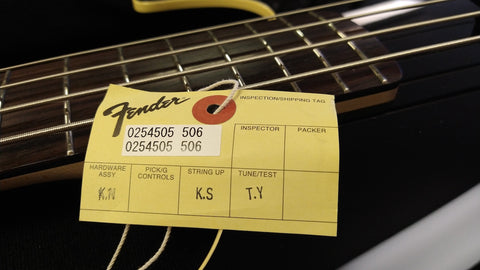 Fender
INSPECTION/SHIPPING TAG
0254505 506
0254505 506
INSPECTOR
PACKER
HARDWARE ASSY
PICK/G CONTROLS
STRING UP
TUNE/TEST
K.N
K.S
T.Y